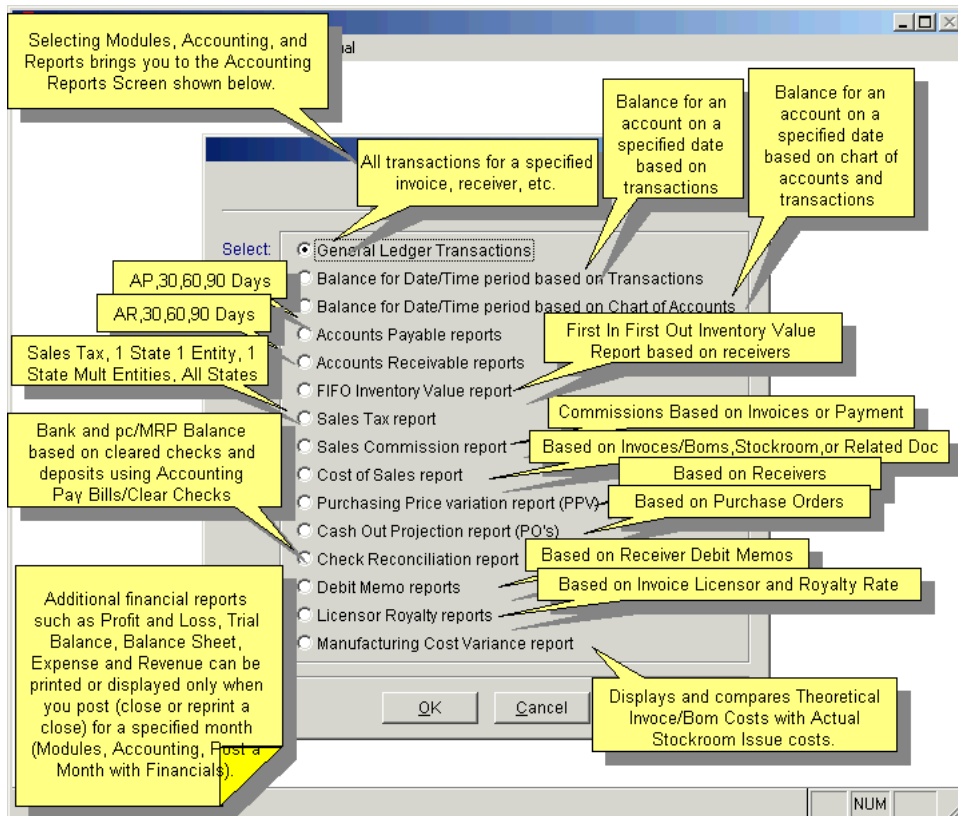 Selecting Modules, Accounting, and
Reports brings you to the Accounting
Reports Screen shown below.
All transactions for a specified
invoice, receiver, etc.
Balance for an
account on a
specified date
based on
transactions
Balance for an
account on a
specified date
based on chart of
accounts and
transactions
Select:
General Ledger Transactions
Balance for Date/Time period based on Transactions
Balance for Date/Time period based on Chart of Accounts
Accounts Payable reports
Accounts Receivable reports
FIFO Inventory Value report
Sales Tax report
Sales Commission report
Cost of Sales report
Purchasing Price variation report (PPV)
Cash Out Projection report (PO's)
Check Reconciliation report
Debit Memo reports
Licensor Royalty reports
Manufacturing Cost Variance report
AP,30,60,90 Days
AR,30,60,90 Days
Sales Tax, 1 State 1 Entity, 1
State Mult Entities, All States
Bank and pc/MRP Balance
based on cleared checks and
deposits using Accounting
Pay Bills/Clear Checks
First In First Out Inventory Value
Report based on receivers
Commissions Based on Invoices or Payment
Based on Invoces/Boms,Stockroom,or Related Doc
Based on Receivers
Based on Purchase Orders
Based on Receiver Debit Memos
Based on Invoice Licensor and Royalty Rate
Additional financial reports
such as Profit and Loss, Trial
Balance, Balance Sheet,
Expense and Revenue can be
printed or displayed only when
you post (close or reprint a
close) for a specified month
(Modules, Accounting, Post a
Month with Financials).
Displays and compares Theoretical
Invoce/Bom Costs with Actual
Stockroom Issue costs.
OK
Cancel
NUM